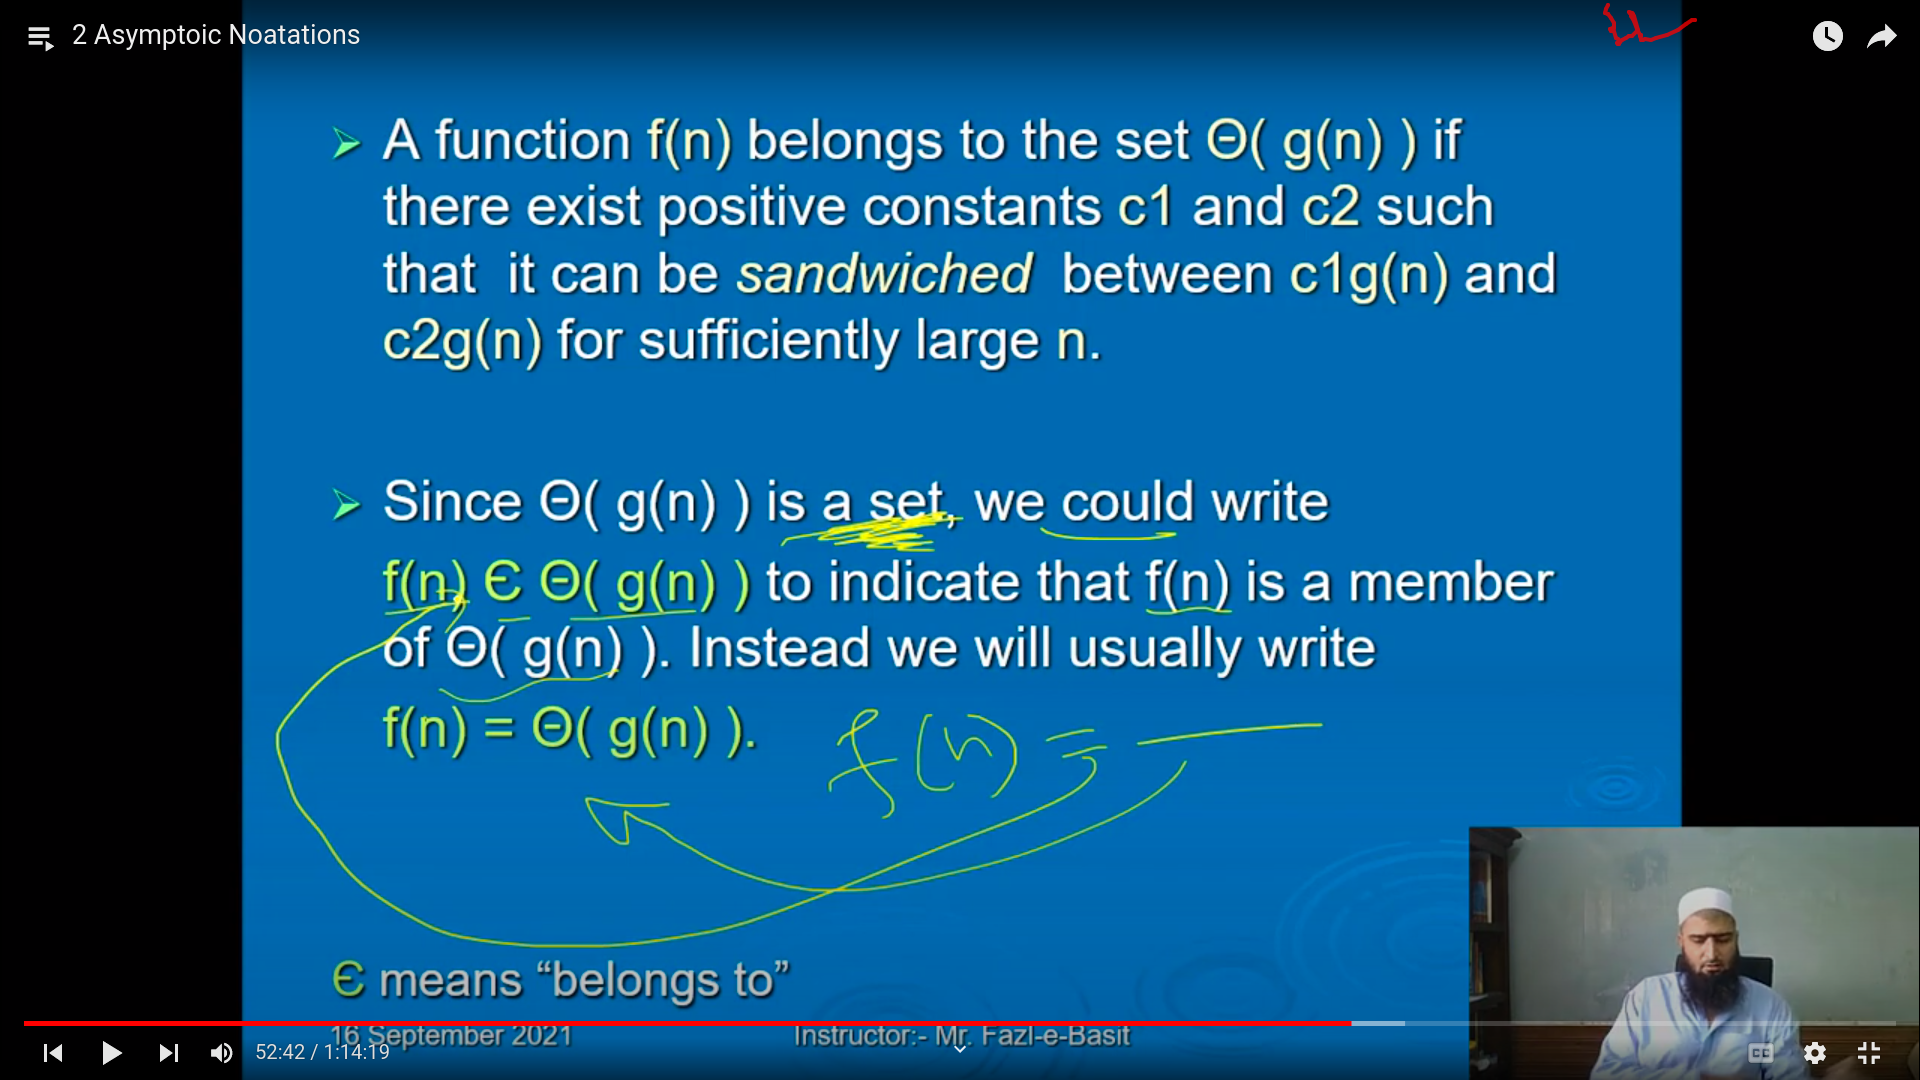 2 Asymptoic Noatations
A function f(n) belongs to the set Θ( g(n) ) if
there exist positive constants c1 and c2 such
that it can be sandwiched between c1g(n) and
c2g(n) for sufficiently large n.
Since Θ( g(n) ) is a set, we could write
f(n) Є Θ( g(n) ) to indicate that f(n) is a member
of Θ( g(n) ). Instead we will usually write
f(n) = Θ( g(n) ).
f(n) =
Є means “belongs to”
16 September 2021
Instructor:- Mr. Fazl-e-Basit
52:42 / 1:14:19
CC